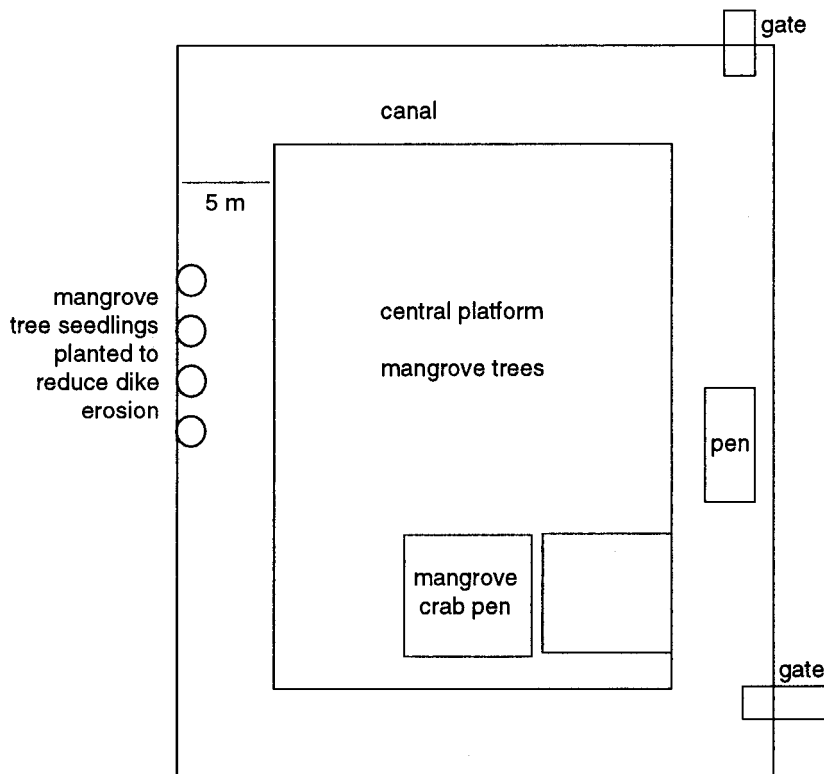 gate
canal
5 m
mangrove
tree seedlings
planted to
reduce dike
erosion
central platform
mangrove trees
pen
mangrove
crab pen
gate